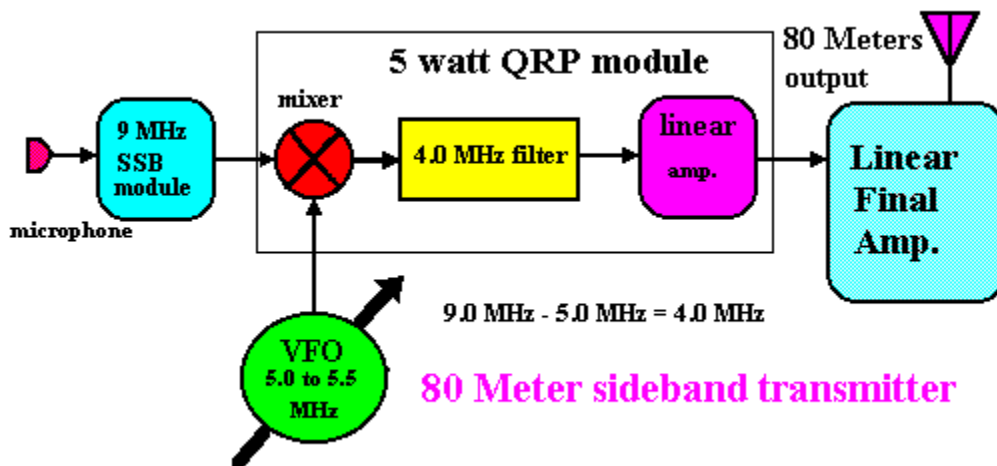 80 Meters
output
5 watt QRP module
mixer
9 MHz
SSB
module
4.0 MHz filter
linear
amp.
Linear
Final
Amp.
microphone
9.0 MHz - 5.0 MHz = 4.0 MHz
VFO
5.0 to 5.5
MHz
80 Meter sideband transmitter